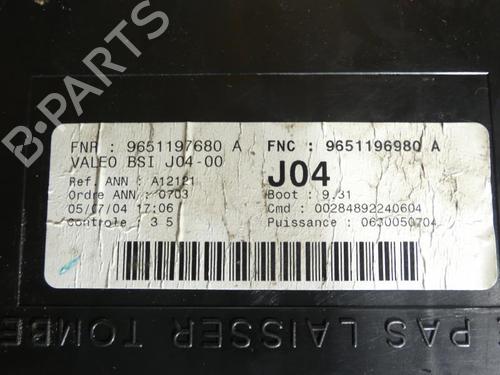 B-PARTS
FNR : 9651197680 A
FNC : 9651196980 A
VALEO BSI J04-00
J04
Ref. ANN : A12121
Boot : 9.31
Ordre ANN : 0703
Cmd : 00284892240604
05/07/04 17:06
Puissance : 0630050704
Controle : 3 5
PAS LAISSER TOMBE